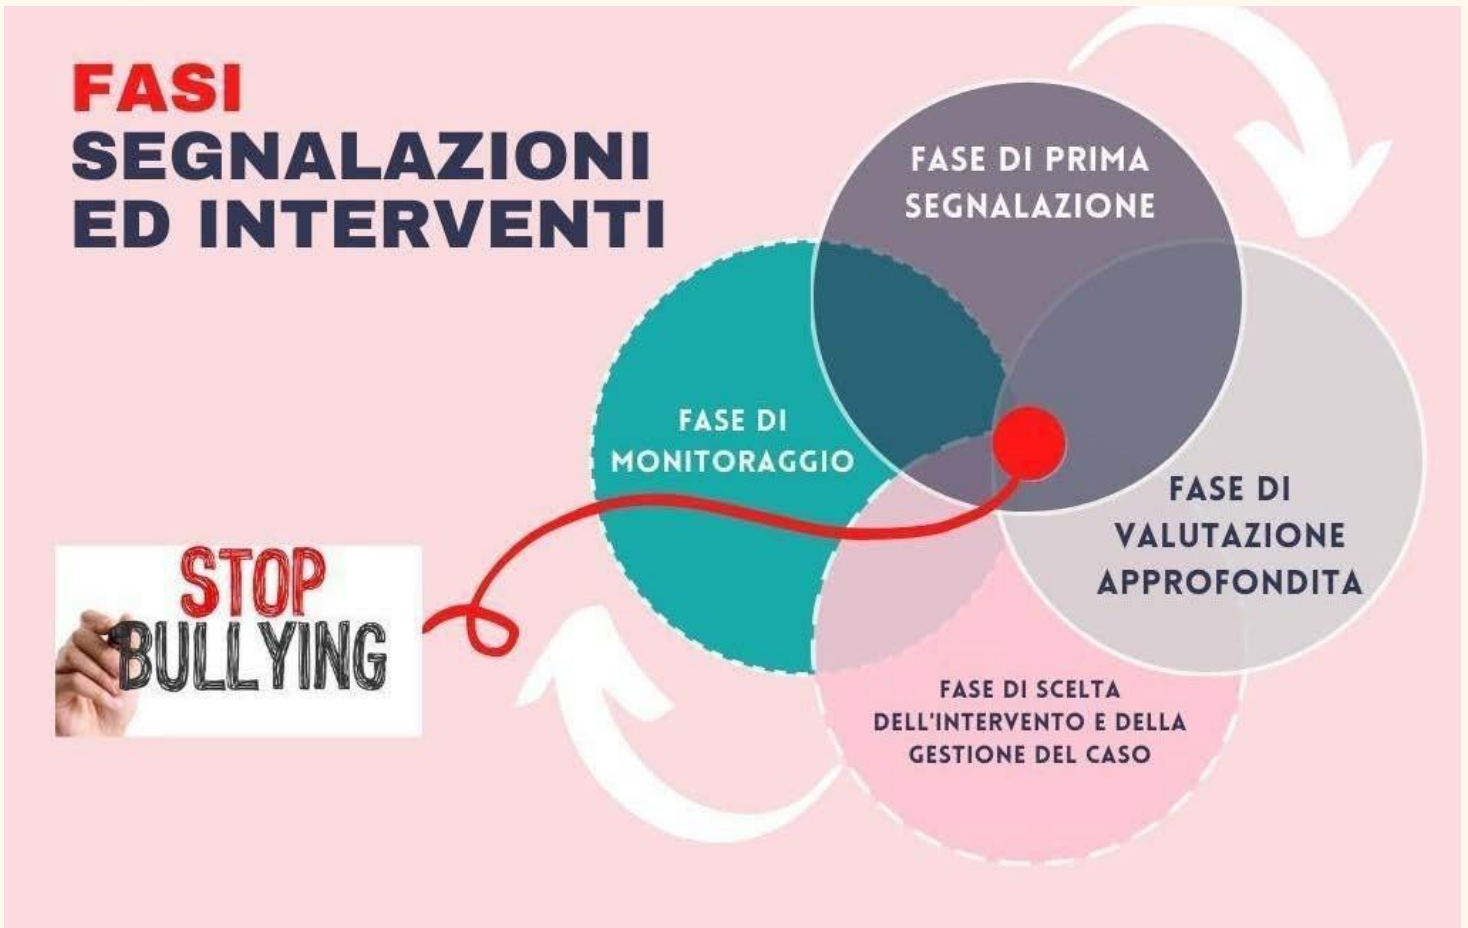 FASI
SEGNALAZIONI
ED INTERVENTI
FASE DI PRIMA
SEGNALAZIONE
FASE DI
MONITORAGGIO
FASE DI
VALUTAZIONE
APPROFONDITA
STOP
BULLYING
FASE DI SCELTA
DELL'INTERVENTO E DELLA
GESTIONE DEL CASO